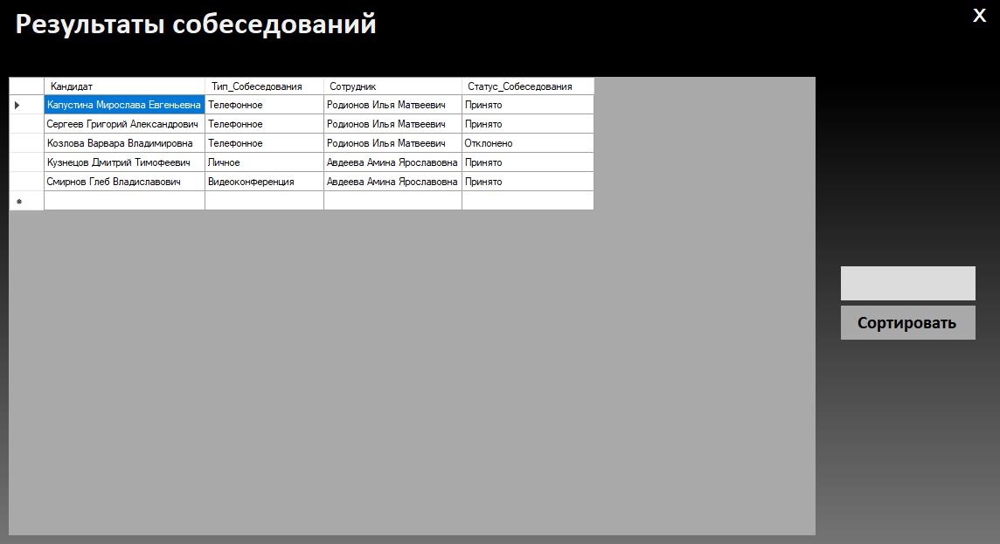 Результаты собеседований
X
Кандидат Тип_Собеседования Сотрудник Статус_Собеседования
Капустина Мирослава Евгеньевна Телефонное Родионов Илья Матвеевич Принято
Сергеев Григорий Александрович Телефонное Родионов Илья Матвеевич Принято
Козлова Варвара Владимировна Телефонное Родионов Илья Матвеевич Отклонено
Кузнецов Дмитрий Тимофеевич Личное Авдеева Амина Ярославовна Принято
Смирнов Глеб Владиславович Видеоконференция Авдеева Амина Ярославовна Принято
Сортировать